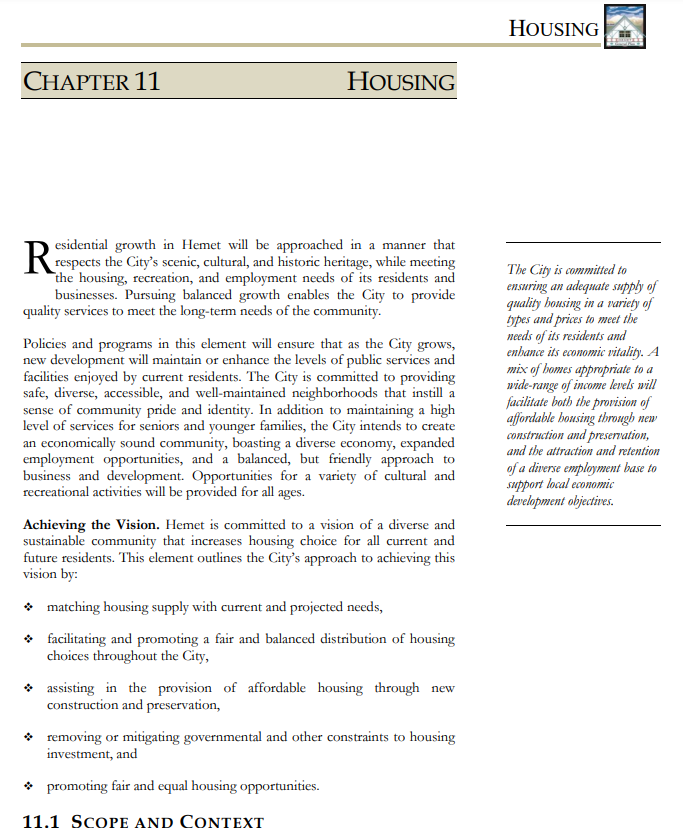 HOUSING
CHAPTER 11 HOUSING
Residential growth in Hemet will be approached in a manner that
respects the City's scenic, cultural, and historic heritage, while meeting
the housing, recreation, and employment needs of its residents and
businesses. Pursuing balanced growth enables the City to provide
quality services to meet the long-term needs of the community.
Policies and programs in this element will ensure that as the City grows,
new development will maintain or enhance the levels of public services and
facilities enjoyed by current residents. The City is committed to providing
safe, diverse, accessible, and well-maintained neighborhoods that instill a
sense of community pride and identity. In addition to maintaining a high
level of services for seniors and younger families, the City intends to create
an economically sound community, boasting a diverse economy, expanded
employment opportunities, and a balanced, but friendly approach to
business and development. Opportunities for a variety of cultural and
recreational activities will be provided for all ages.
Achieving the Vision. Hemet is committed to a vision of a diverse and
sustainable community that increases housing choice for all current and
future residents. This element outlines the City's approach to achieving this
vision by:
❖ matching housing supply with current and projected needs,
❖ facilitating and promoting a fair and balanced distribution of housing
choices throughout the City,
❖ assisting in the provision of affordable housing through new
construction and preservation,
❖ removing or mitigating governmental and other constraints to housing
investment, and
❖ promoting fair and equal housing opportunities.
11.1 SCOPE AND CONTEXT
The City is committed to
ensuring an adequate supply of
quality housing in a variety of
types and prices to meet the
needs of its residents and
enhance its economic vitality. A
mix of homes appropriate to a
wide-range of income levels will
facilitate both the provision of
affordable housing through new
construction and preservation,
and the attraction and retention
of a diverse employment base to
support local economic
development objectives.